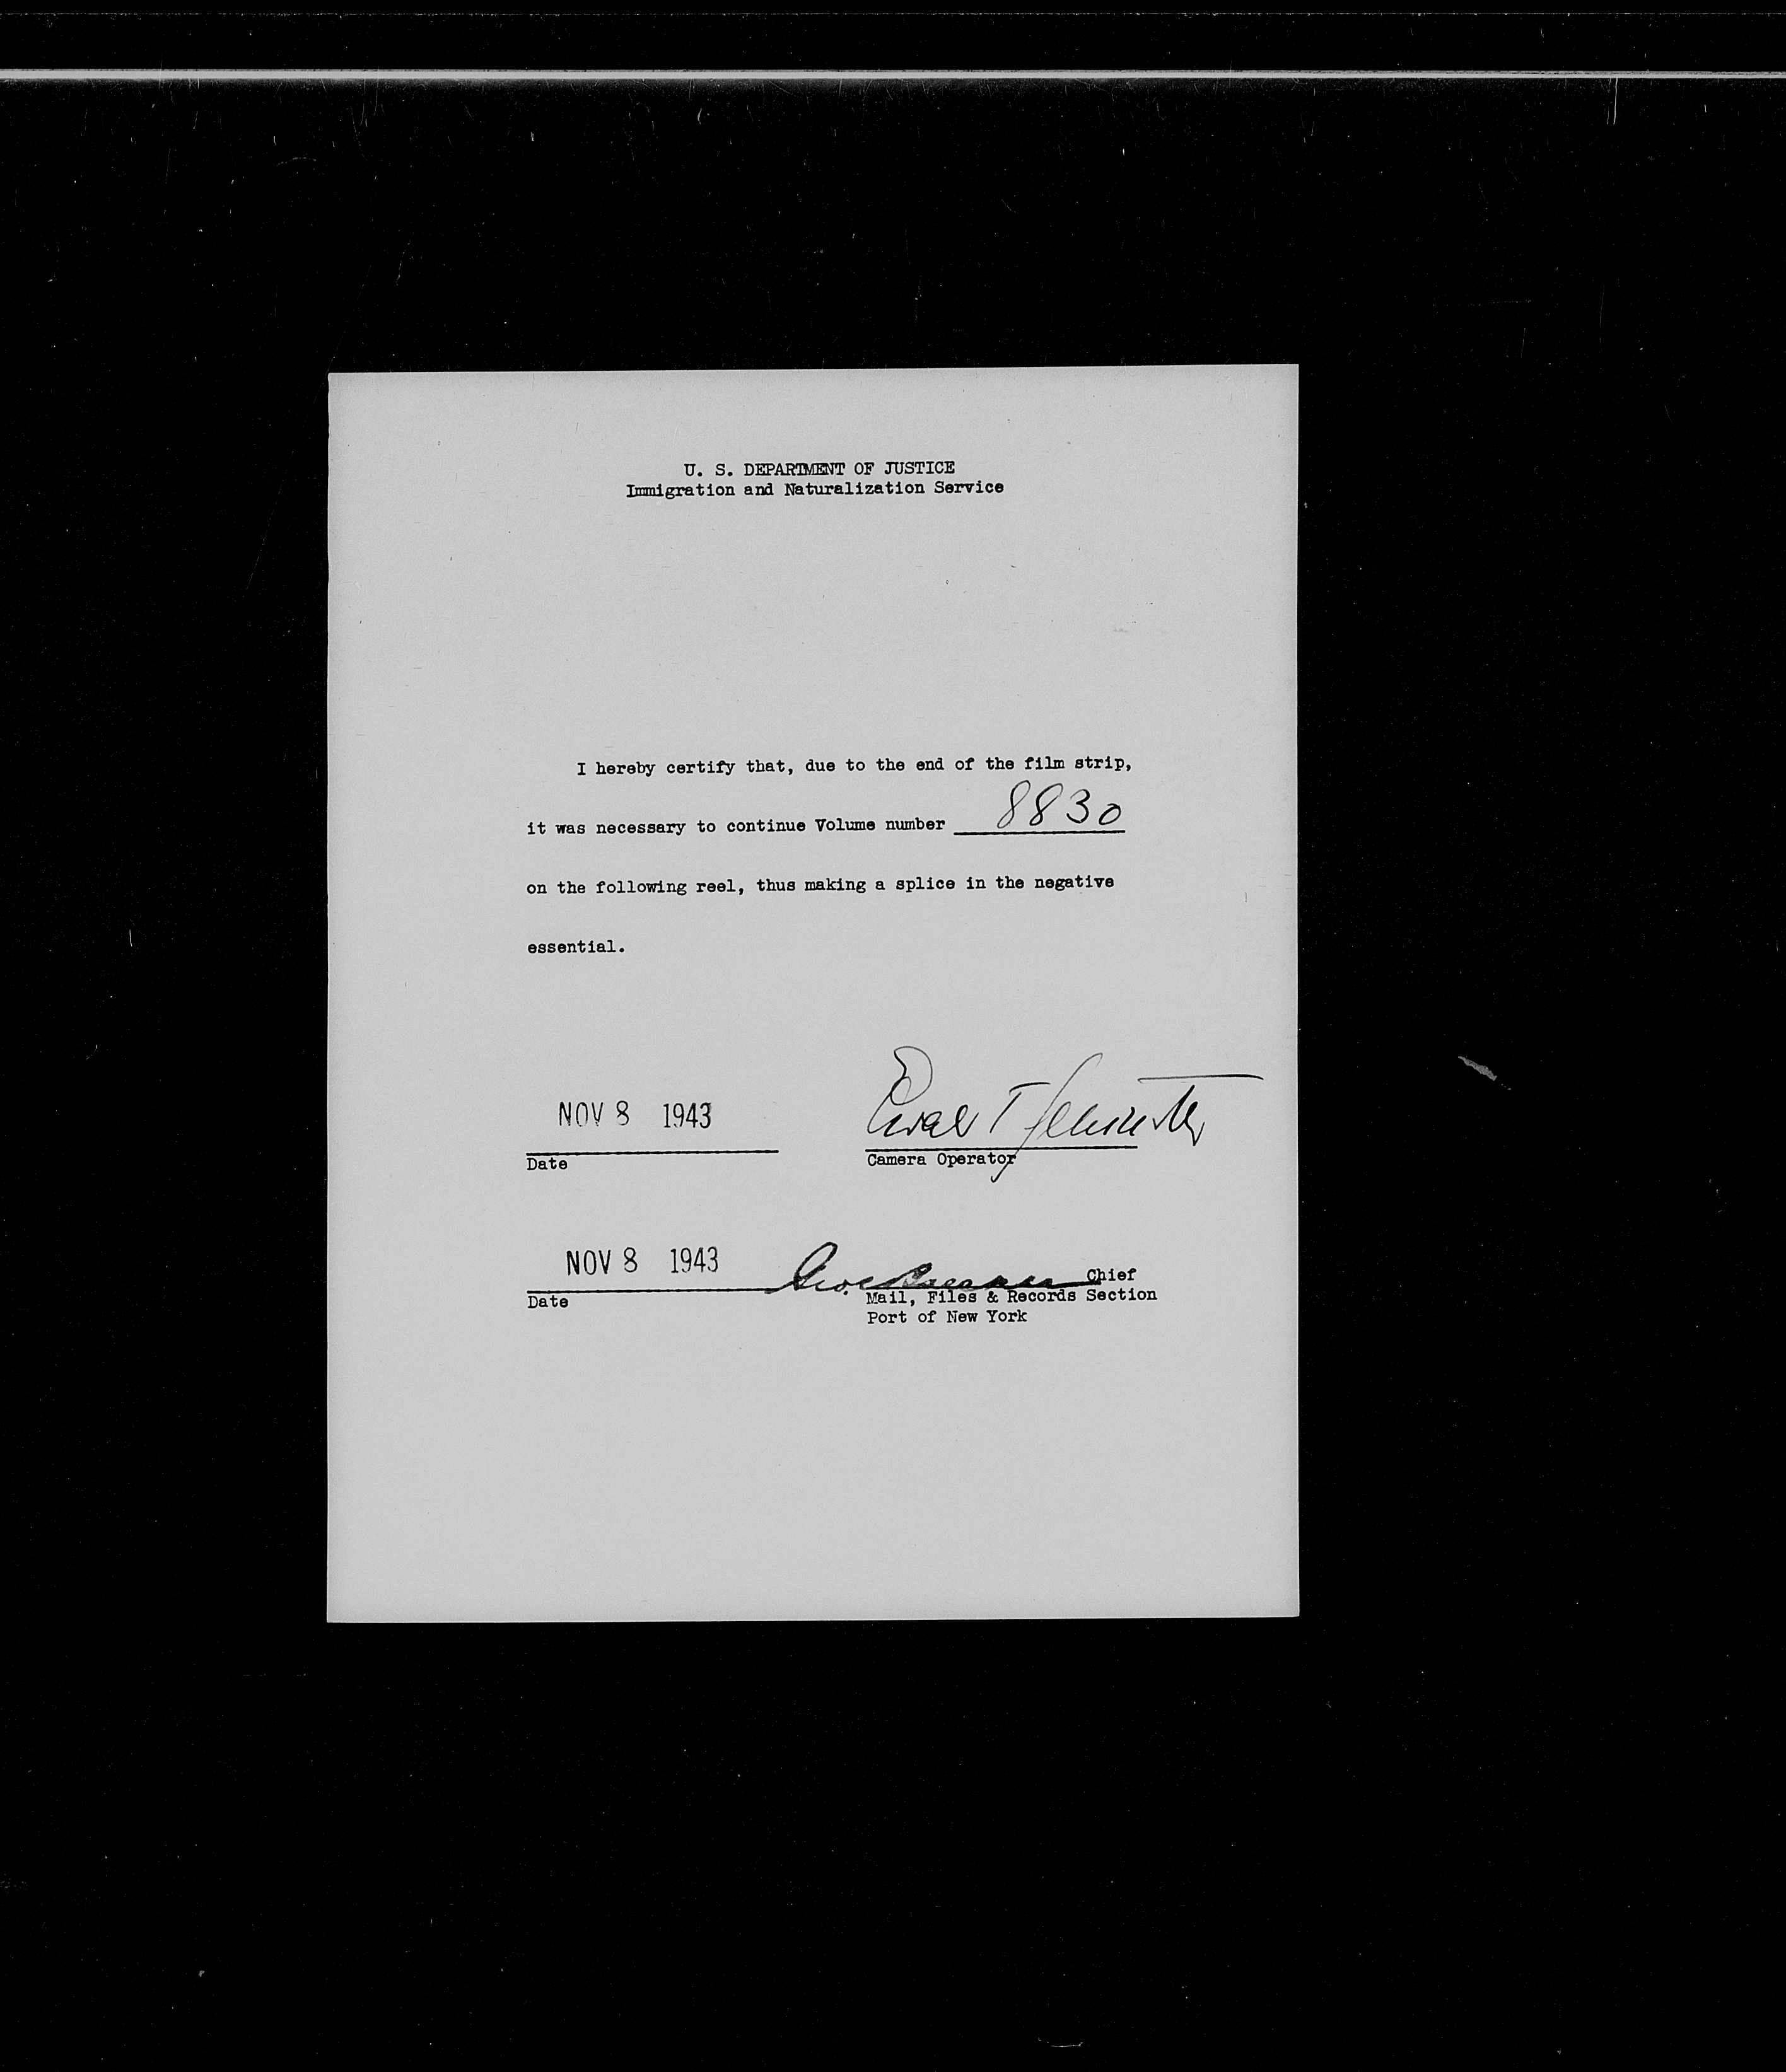 U. S. DEPARTMENT OF JUSTICE
Immigration and Naturalization Service
I hereby certify that, due to the end of the film strip,
it was necessary to continue Volume number 8830
on the following reel, thus making a splice in the negative
essential.
NOV 8 1943
Date
Camera Operator
NOV 8 1943
Date
Chief
Mail, Files & Records Section
Port of New York